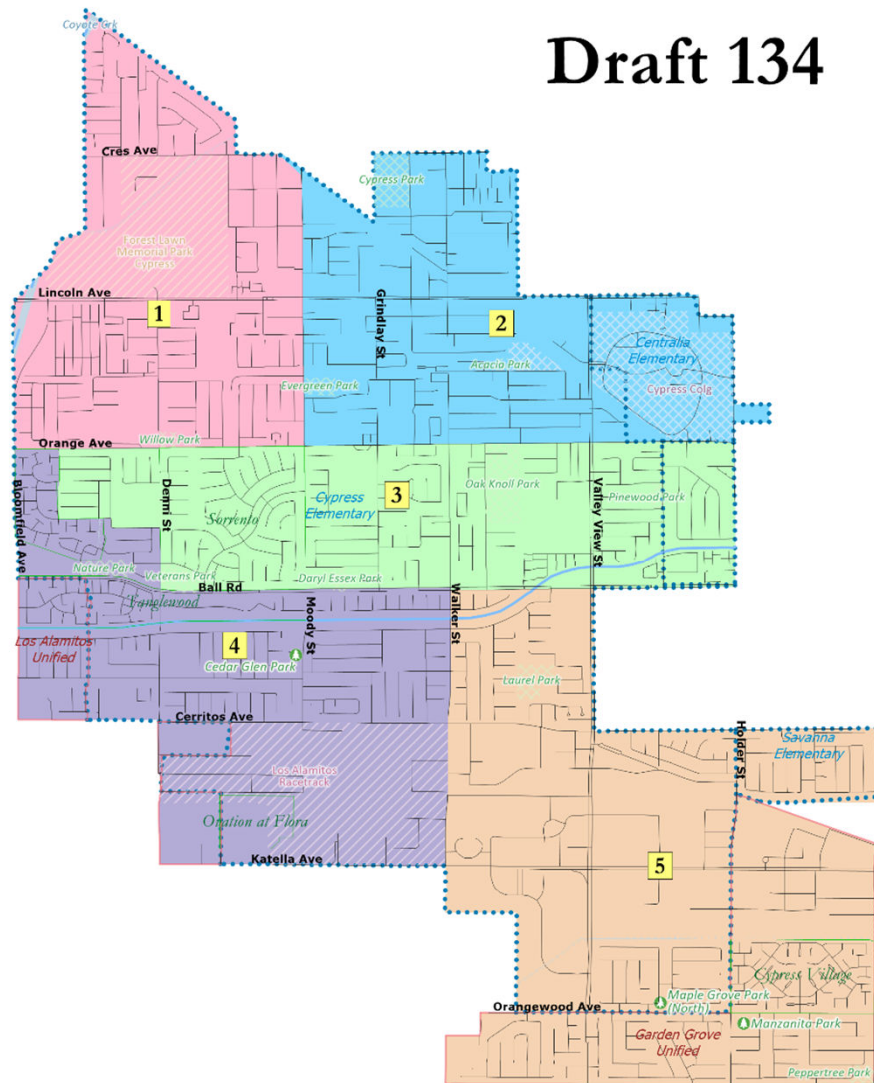 Draft 134
Coyote Crk
Cres Ave
Cypress Park
Forest Lawn
Memorial Park
Cypress
Lincoln Ave
1
Grindlay St
2
Centralia
Elementary
Acacia Park
Evergreen Park
Cypress Colg
Willow Park
Orange Ave
Bloomfield Ave
Denni St
Sorrento
Cypress
Elementary
3
Oak Knoll Park
Valley View St
Pinewood Park
Nature Park
Veterans Park
Daryl Essex Park
Ball Rd
Tanglewood
Moody St
Walker St
Los Alamitos
Unified
4
Cedar Glen Park
Laurel Park
Cerritos Ave
Holder St
Savanna
Elementary
Los Alamitos
Racetrack
Ovation at Flora
Katella Ave
5
Cypress Village
Maple Grove Park
(North)
Orangewood Ave
Manzanita Park
Garden Grove
Unified
Peppertree Park